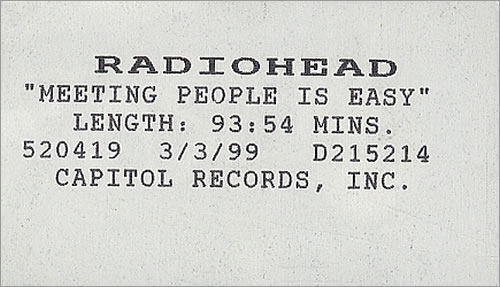 RADIOHEAD
"MEETING PEOPLE IS EASY"
LENGTH: 93:54 MINS.
520419 3/3/99 D215214
CAPITOL RECORDS, INC.